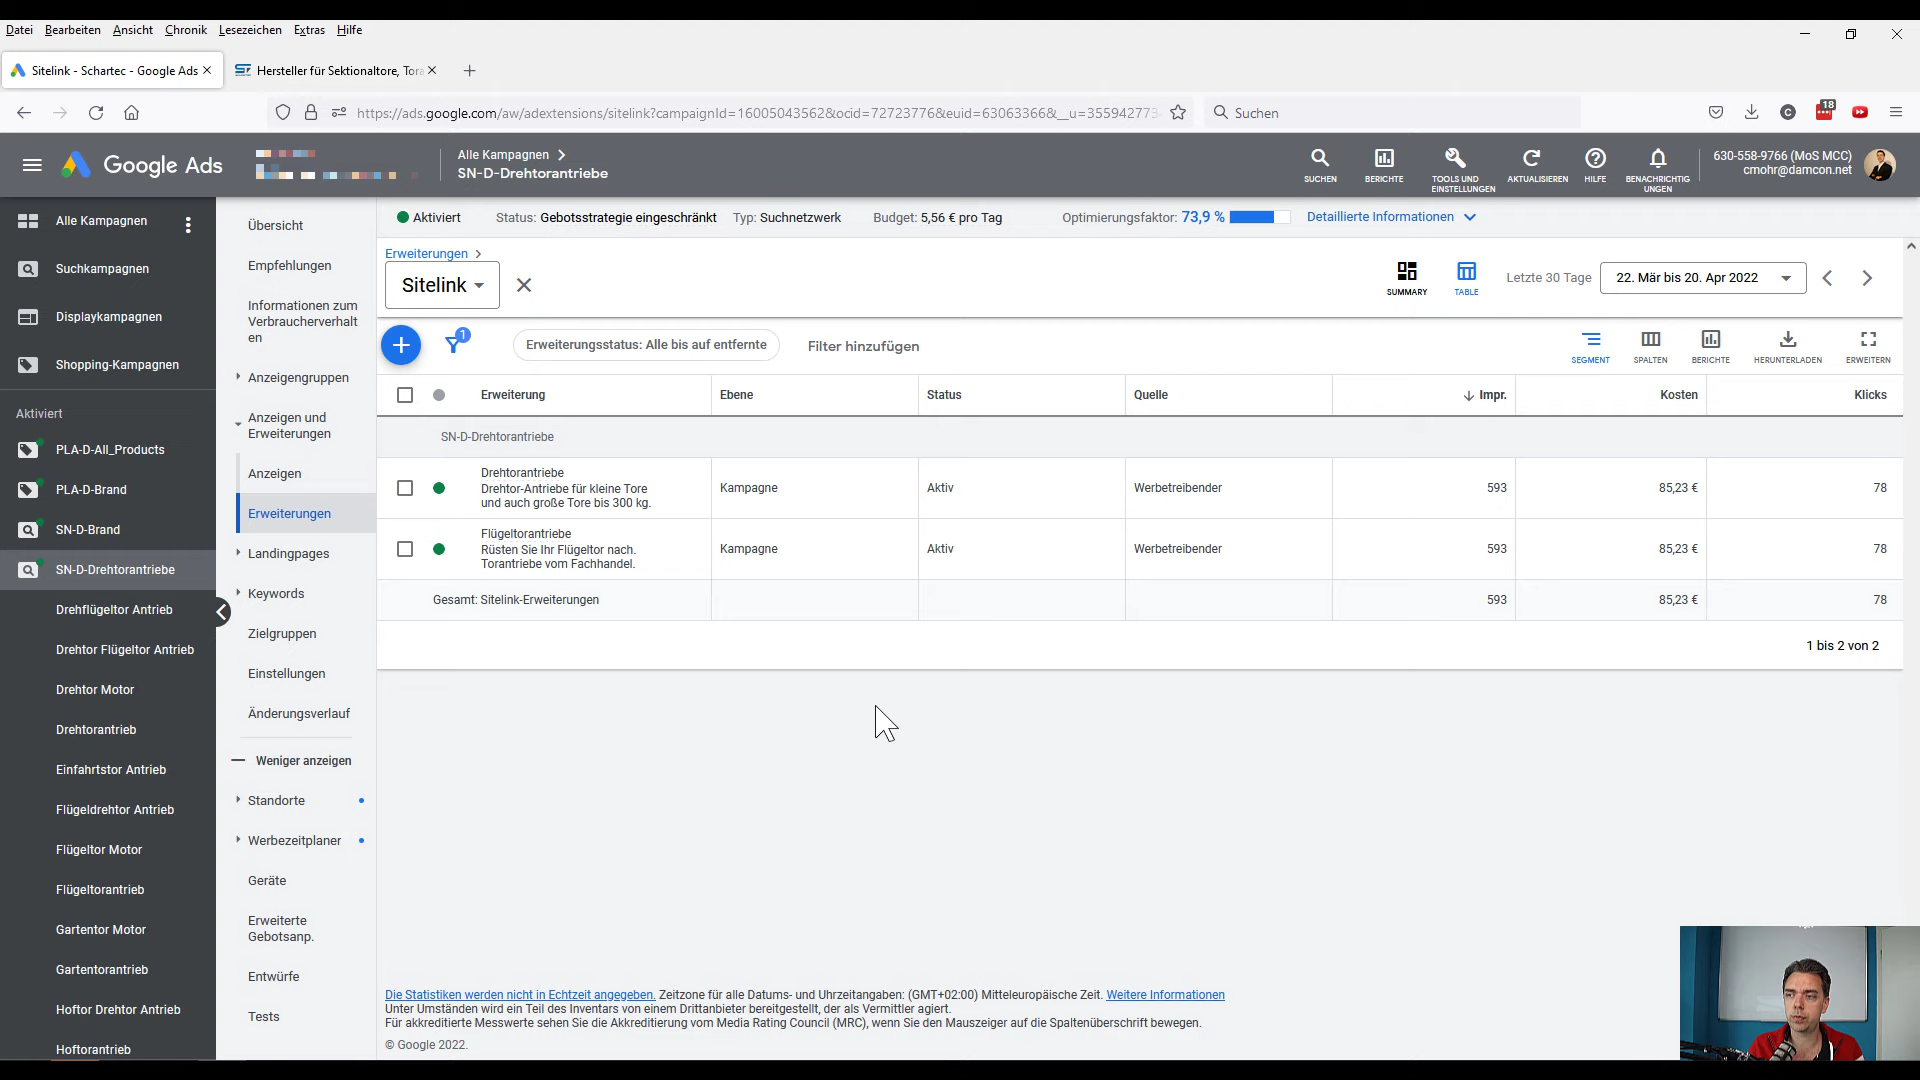 Datei Bearbeiten Ansicht Chronik Lesezeichen Extras Hilfe
Sitelink - Schartec - Google Ads
Hersteller für Sektionaltore, Tora
https://ads.google.com/aw/adextensions/sitelink?campaignId=16005043562&ocid=72723776&euid=63063366&__u=355942773
Suchen
18
Google Ads
Alle Kampagnen
SN-D-Drehtorantriebe
SUCHEN
BERICHTE
TOOLS UND
EINSTELLUNGEN
AKTUALISIEREN
HILFE
BENACHRICHTIG
UNGEN
630-558-9766 (MoS MCC)
cmohr@damcon.net
Alle Kampagnen
Suchkampagnen
Displaykampagnen
Shopping-Kampagnen
Aktiviert
PLA-D-All_Products
PLA-D-Brand
SN-D-Brand
SN-D-Drehtorantriebe
Drehflügeltor Antrieb
Drehtor Flügeltor Antrieb
Drehtor Motor
Drehtorantrieb
Einfahrtstor Antrieb
Flügeldrehtor Antrieb
Flügeltor Motor
Flügeltorantrieb
Gartentor Motor
Gartentorantrieb
Hoftor Drehtor Antrieb
Hoftorantrieb
Übersicht
Empfehlungen
Informationen zum
Verbraucherverhalt
en
Anzeigengruppen
Anzeigen und
Erweiterungen
Anzeigen
Erweiterungen
Landingpages
Keywords
Zielgruppen
Einstellungen
Änderungsverlauf
Weniger anzeigen
Standorte
Werbezeitplaner
Geräte
Erweiterte
Gebotsanp.
Entwürfe
Tests
Aktiviert Status: Gebotsstrategie eingeschränkt Typ: Suchnetzwerk Budget: 5,56 € pro Tag Optimierungsfaktor: 73,9 % Detaillierte Informationen
Erweiterungen
Sitelink
SUMMARY
TABLE
Letzte 30 Tage 22. Mär bis 20. Apr 2022
1
Erweiterungsstatus: Alle bis auf entfernte
Filter hinzufügen
SEGMENT
SPALTEN
BERICHTE
HERUNTERLADEN
ERWEITERN
Erweiterung Ebene Status Quelle Impr. Kosten Klicks
SN-D-Drehtorantriebe
Drehtorantriebe
Drehtor-Antriebe für kleine Tore
und auch große Tore bis 300 kg.
Kampagne Aktiv Werbetreibender 593 85,23 € 78
Flügeltorantriebe
Rüsten Sie Ihr Flügeltor nach.
Torantriebe vom Fachhandel.
Kampagne Aktiv Werbetreibender 593 85,23 € 78
Gesamt: Sitelink-Erweiterungen 593 85,23 € 78
1 bis 2 von 2
Die Statistiken werden nicht in Echtzeit angegeben. Zeitzone für alle Datums- und Uhrzeitangaben: (GMT+02:00) Mitteleuropäische Zeit. Weitere Informationen
Unter Umständen wird ein Teil des Inventars von einem Drittanbieter bereitgestellt, der als Vermittler agiert.
Für akkreditierte Messwerte sehen Sie die Akkreditierung vom Media Rating Council (MRC), wenn Sie den Mauszeiger auf die Spaltenüberschrift bewegen.
© Google 2022.